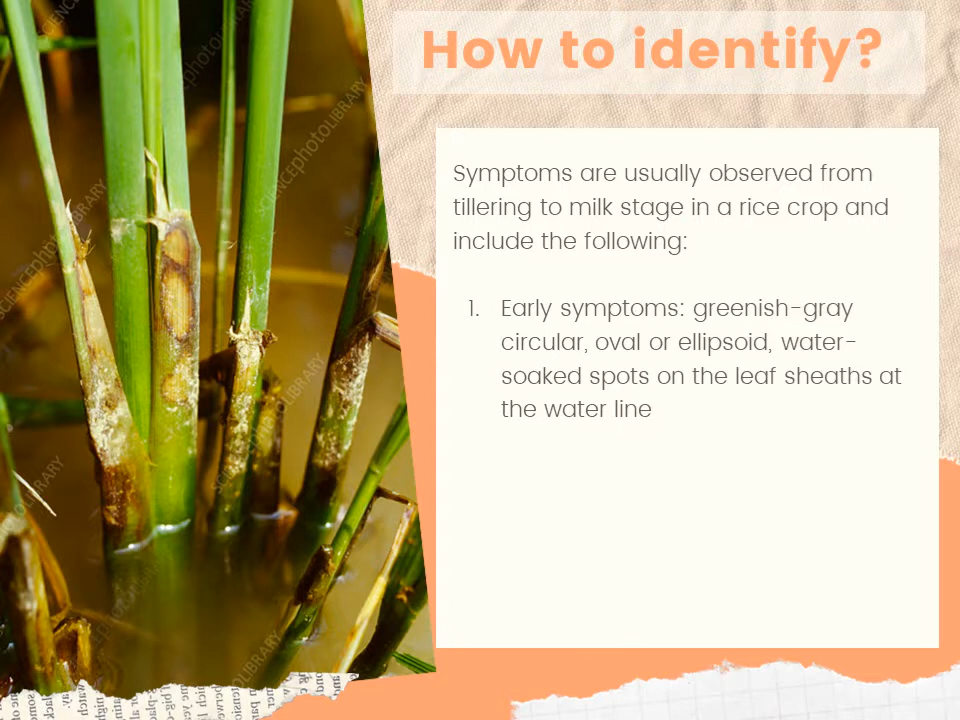 How to identify?
Symptoms are usually observed from
tillering to milk stage in a rice crop and
include the following:
1. Early symptoms: greenish-gray
circular, oval or ellipsoid, water-
soaked spots on the leaf sheaths at
the water line
SCIENCEphotoLIBRARY